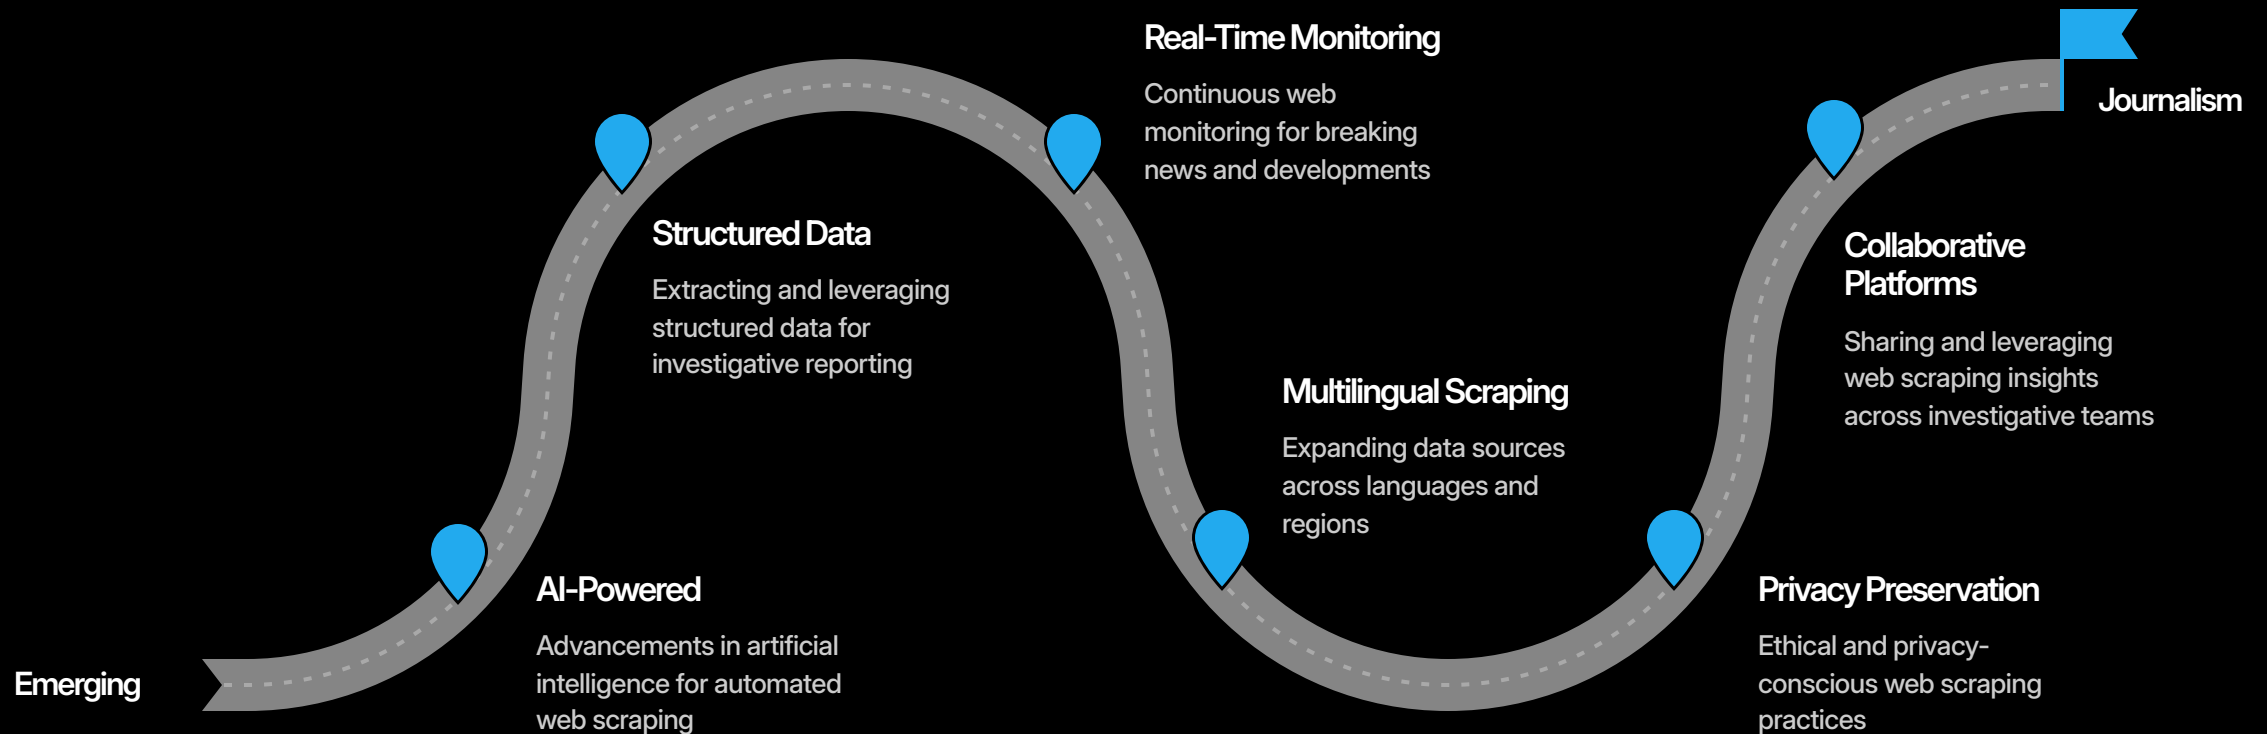 Emerging
AI-Powered
Advancements in artificial
intelligence for automated
web scraping
Structured Data
Extracting and leveraging
structured data for
investigative reporting
Real-Time Monitoring
Continuous web
monitoring for breaking
news and developments
Multilingual Scraping
Expanding data sources
across languages and
regions
Privacy Preservation
Ethical and privacy-
conscious web scraping
practices
Collaborative
Platforms
Sharing and leveraging
web scraping insights
across investigative teams
Journalism